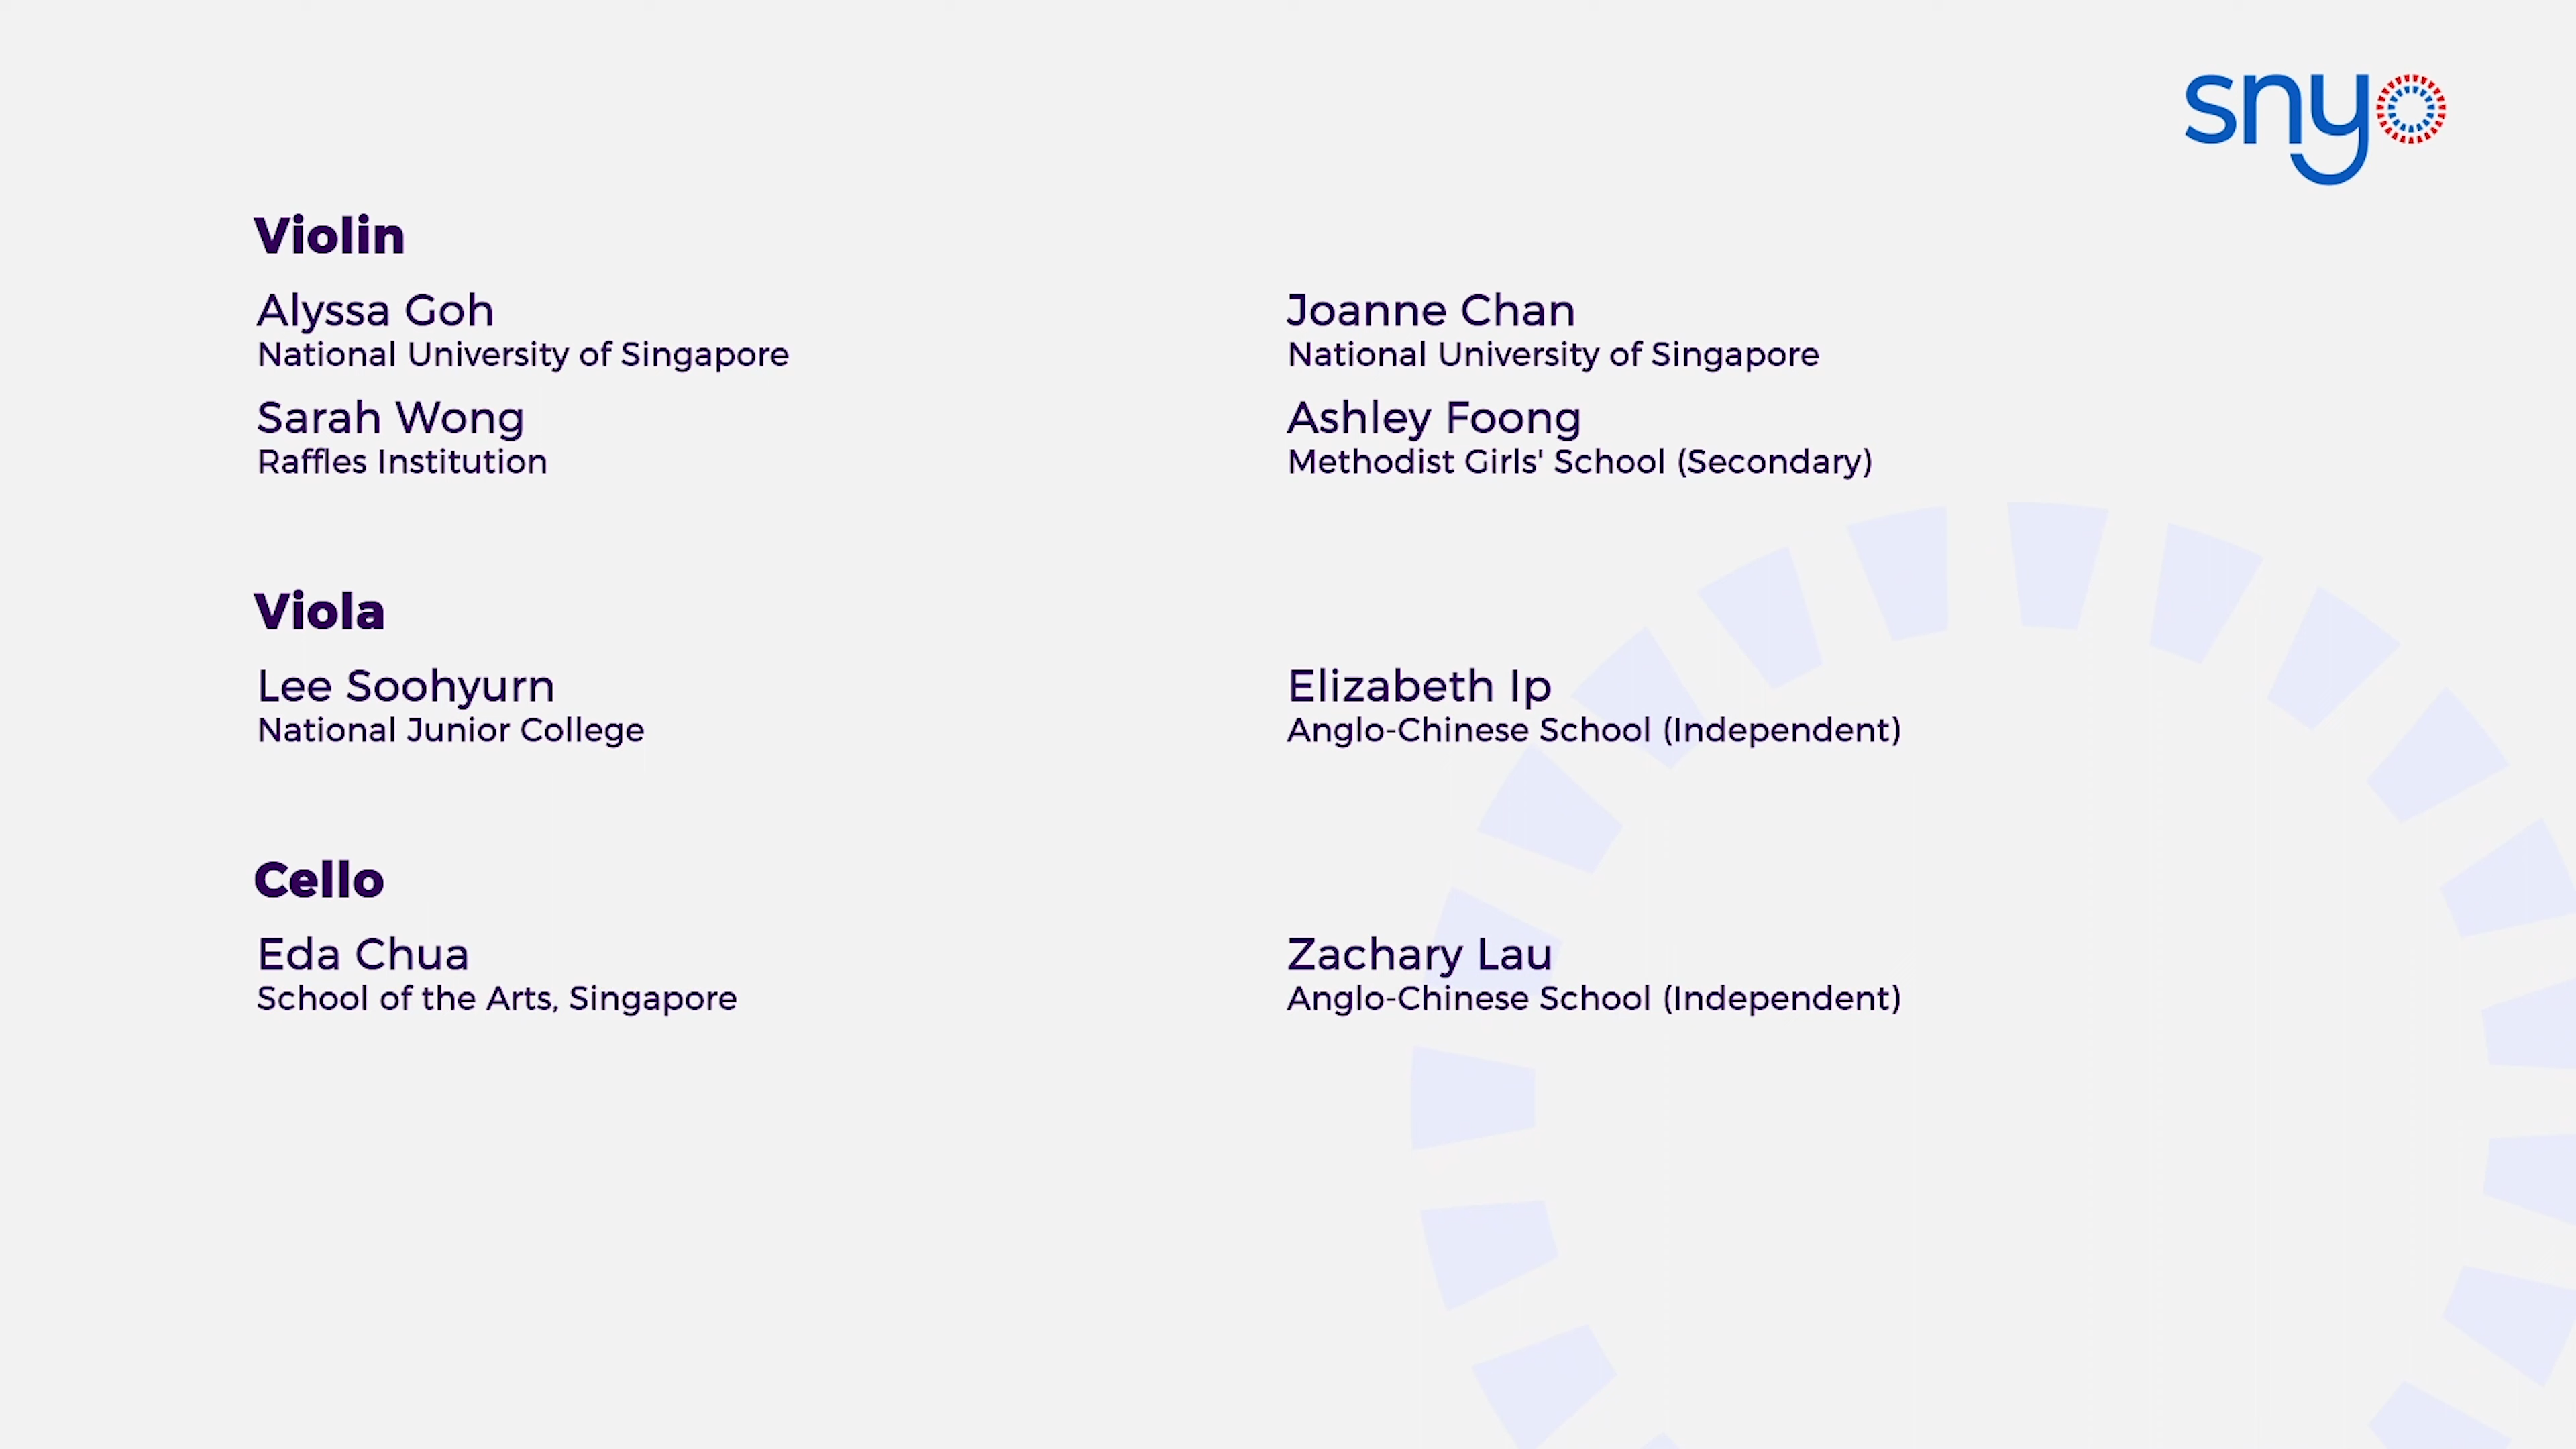 snyo
Violin
Alyssa Goh
National University of Singapore
Joanne Chan
National University of Singapore
Sarah Wong
Raffles Institution
Ashley Foong
Methodist Girls' School (Secondary)
Viola
Lee Soohyurn
National Junior College
Elizabeth Ip
Anglo-Chinese School (Independent)
Cello
Eda Chua
School of the Arts, Singapore
Zachary Lau
Anglo-Chinese School (Independent)